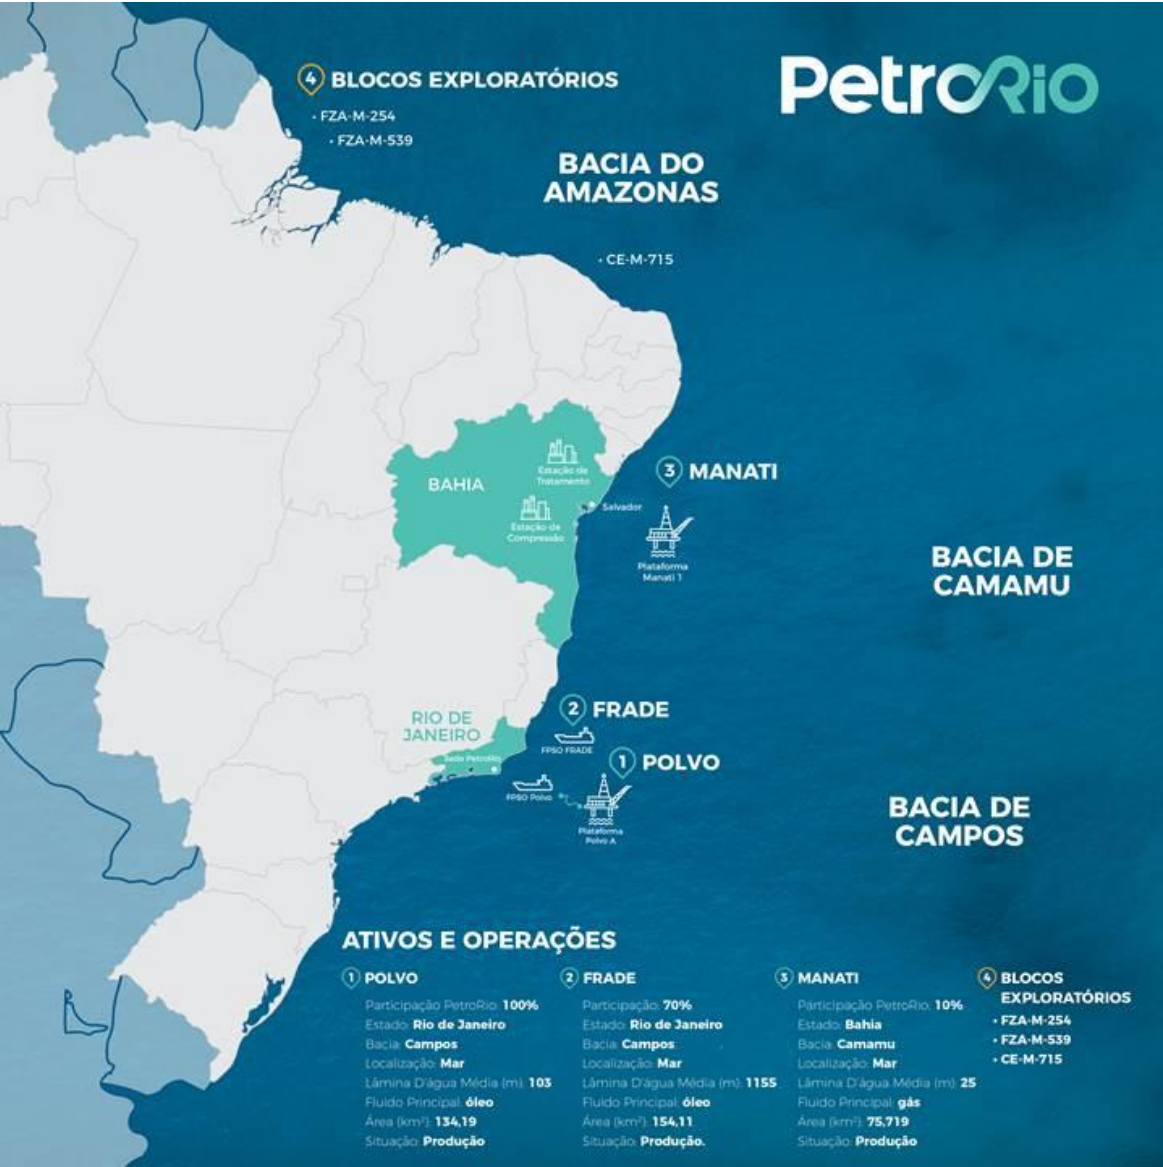 PetroRio
4 BLOCOS EXPLORATÓRIOS
• FZA-M-254
• FZA-M-539
BACIA DO
AMAZONAS
• CE-M-715
3 MANATI
BAHIA
Estação de
Tratamento
Salvador
Estação de
Compressão
Plataforma
Manati 1
BACIA DE
CAMAMU
2 FRADE
RIO DE
JANEIRO
FPSO FRADE
Sede PetroRio
1 POLVO
FPSO Polvo
Plataforma
Polvo A
BACIA DE
CAMPOS
ATIVOS E OPERAÇÕES
1 POLVO
Participação PetroRio: 100%
Estado: Rio de Janeiro
Bacia: Campos
Localização: Mar
Lâmina D'água Média (m): 103
Fluido Principal: óleo
Área (km²): 134,19
Situação: Produção
2 FRADE
Participação: 70%
Estado: Rio de Janeiro
Bacia: Campos
Localização: Mar
Lâmina D'água Média (m): 1155
Fluido Principal: óleo
Área (km²): 154,11
Situação: Produção.
3 MANATI
Participação PetroRio: 10%
Estado: Bahia
Bacia: Camamu
Localização: Mar
Lâmina D'água Média (m): 25
Fluido Principal: gás
Área (km²): 75,719
Situação: Produção
4 BLOCOS
EXPLORATÓRIOS
• FZA-M-254
• FZA-M-539
• CE-M-715